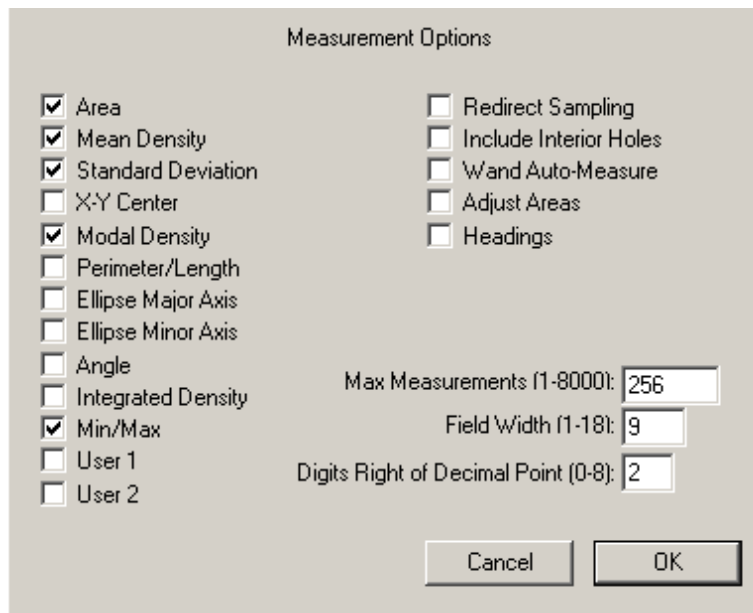 Measurement Options
Area
Mean Density
Standard Deviation
X-Y Center
Modal Density
Perimeter/Length
Ellipse Major Axis
Ellipse Minor Axis
Angle
Integrated Density
Min/Max
User 1
User 2
Redirect Sampling
Include Interior Holes
Wand Auto-Measure
Adjust Areas
Headings
Max Measurements (1-8000): 256
Field Width (1-18): 9
Digits Right of Decimal Point (0-8): 2
Cancel OK